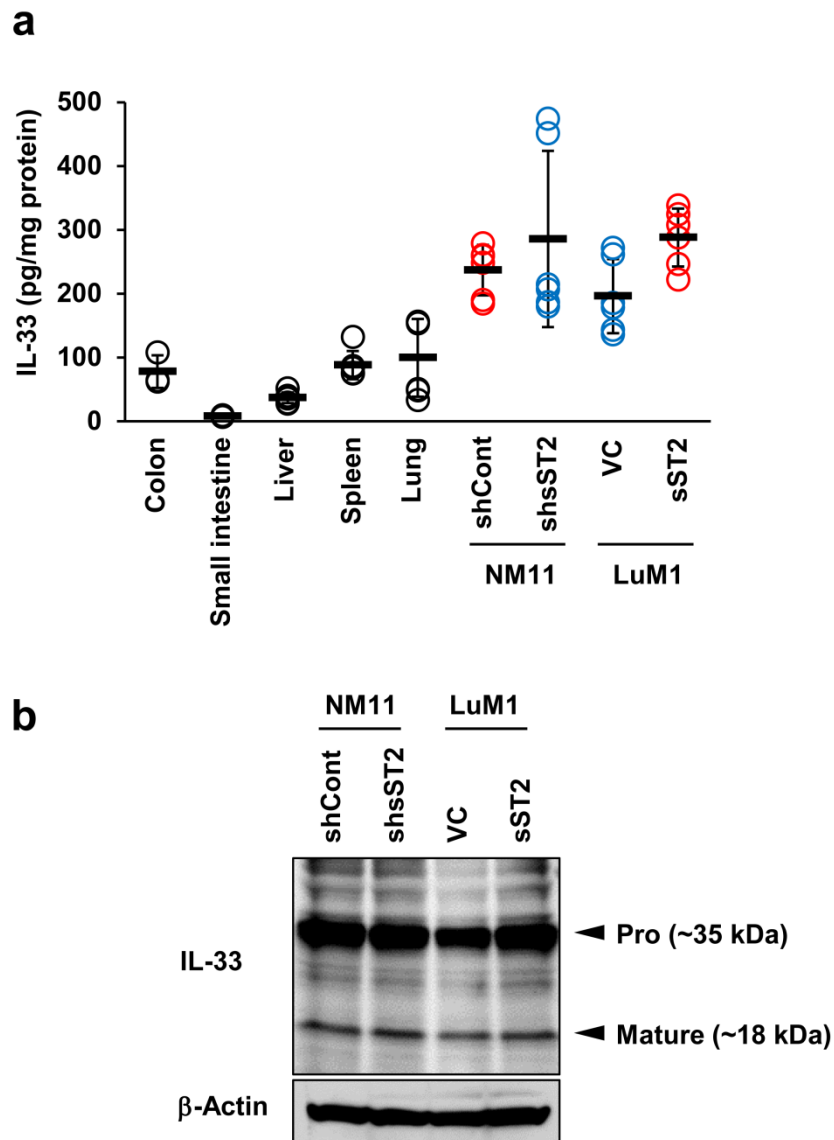 a
IL-33 (pg/mg protein)
500
400
300
200
100
0
Colon
Small intestine
Liver
Spleen
Lung
shCont
shsST2
VC
sST2
NM11
LuM1
b
NM11
LuM1
shCont
shsST2
VC
sST2
IL-33
Pro (~35 kDa)
Mature (~18 kDa)
β-Actin